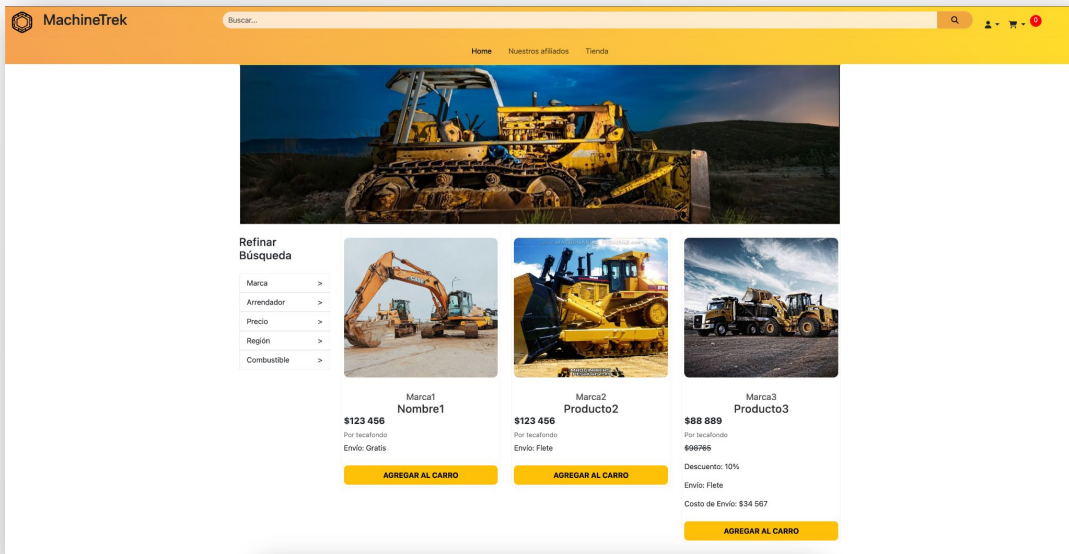 MachineTrek
Buscar...
0
Home Nuestros afiliados Tienda
Refinar
Búsqueda
Marca >
Arrendador >
Precio >
Región >
Combustible >
CASE
Marca1
Nombre1
$123 456
Por tecafondo
Envío: Gratis
AGREGAR AL CARRO
Marca2
Producto2
$123 456
Por tecafondo
Envío: Flete
AGREGAR AL CARRO
Marca3
Producto3
$88 889
Por tecafondo
$98765
Descuento: 10%
Envío: Flete
Costo de Envío: $34 567
AGREGAR AL CARRO